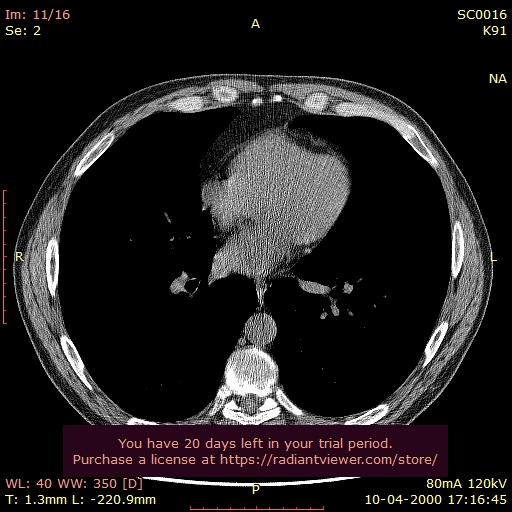 Im: 11/16
Se: 2
A
SC0016
K91
NA
R
L
You have 20 days left in your trial period.
Purchase a license at https://radiantviewer.com/store/
WL: 40 WW: 350 [D]
T: 1.3mm L: -220.9mm
P
80mA 120kV
10-04-2000 17:16:45